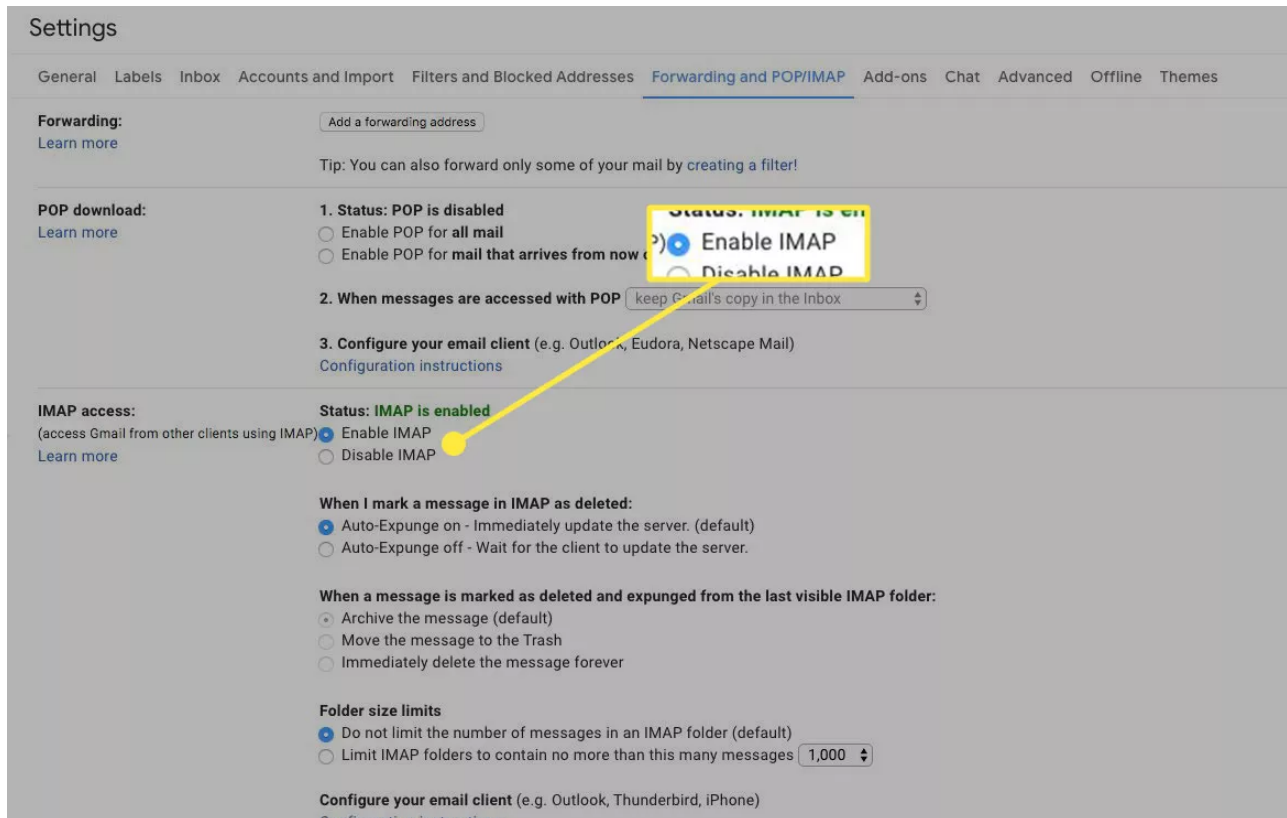 Settings
General Labels Inbox Accounts and Import Filters and Blocked Addresses Forwarding and POP/IMAP Add-ons Chat Advanced Offline Themes
Forwarding:
Learn more
Add a forwarding address
Tip: You can also forward only some of your mail by creating a filter!
POP download:
Learn more
1. Status: POP is disabled
Enable POP for all mail
Enable POP for mail that arrives from now
Status: IMAP is en
Enable IMAP
Disable IMAP
2. When messages are accessed with POP keep Gmail's copy in the Inbox
3. Configure your email client (e.g. Outlook, Eudora, Netscape Mail)
Configuration instructions
IMAP access:
(access Gmail from other clients using IMAP)
Learn more
Status: IMAP is enabled
Enable IMAP
Disable IMAP
When I mark a message in IMAP as deleted:
Auto-Expunge on - Immediately update the server. (default)
Auto-Expunge off - Wait for the client to update the server.
When a message is marked as deleted and expunged from the last visible IMAP folder:
Archive the message (default)
Move the message to the Trash
Immediately delete the message forever
Folder size limits
Do not limit the number of messages in an IMAP folder (default)
Limit IMAP folders to contain no more than this many messages 1,000
Configure your email client (e.g. Outlook, Thunderbird, iPhone)